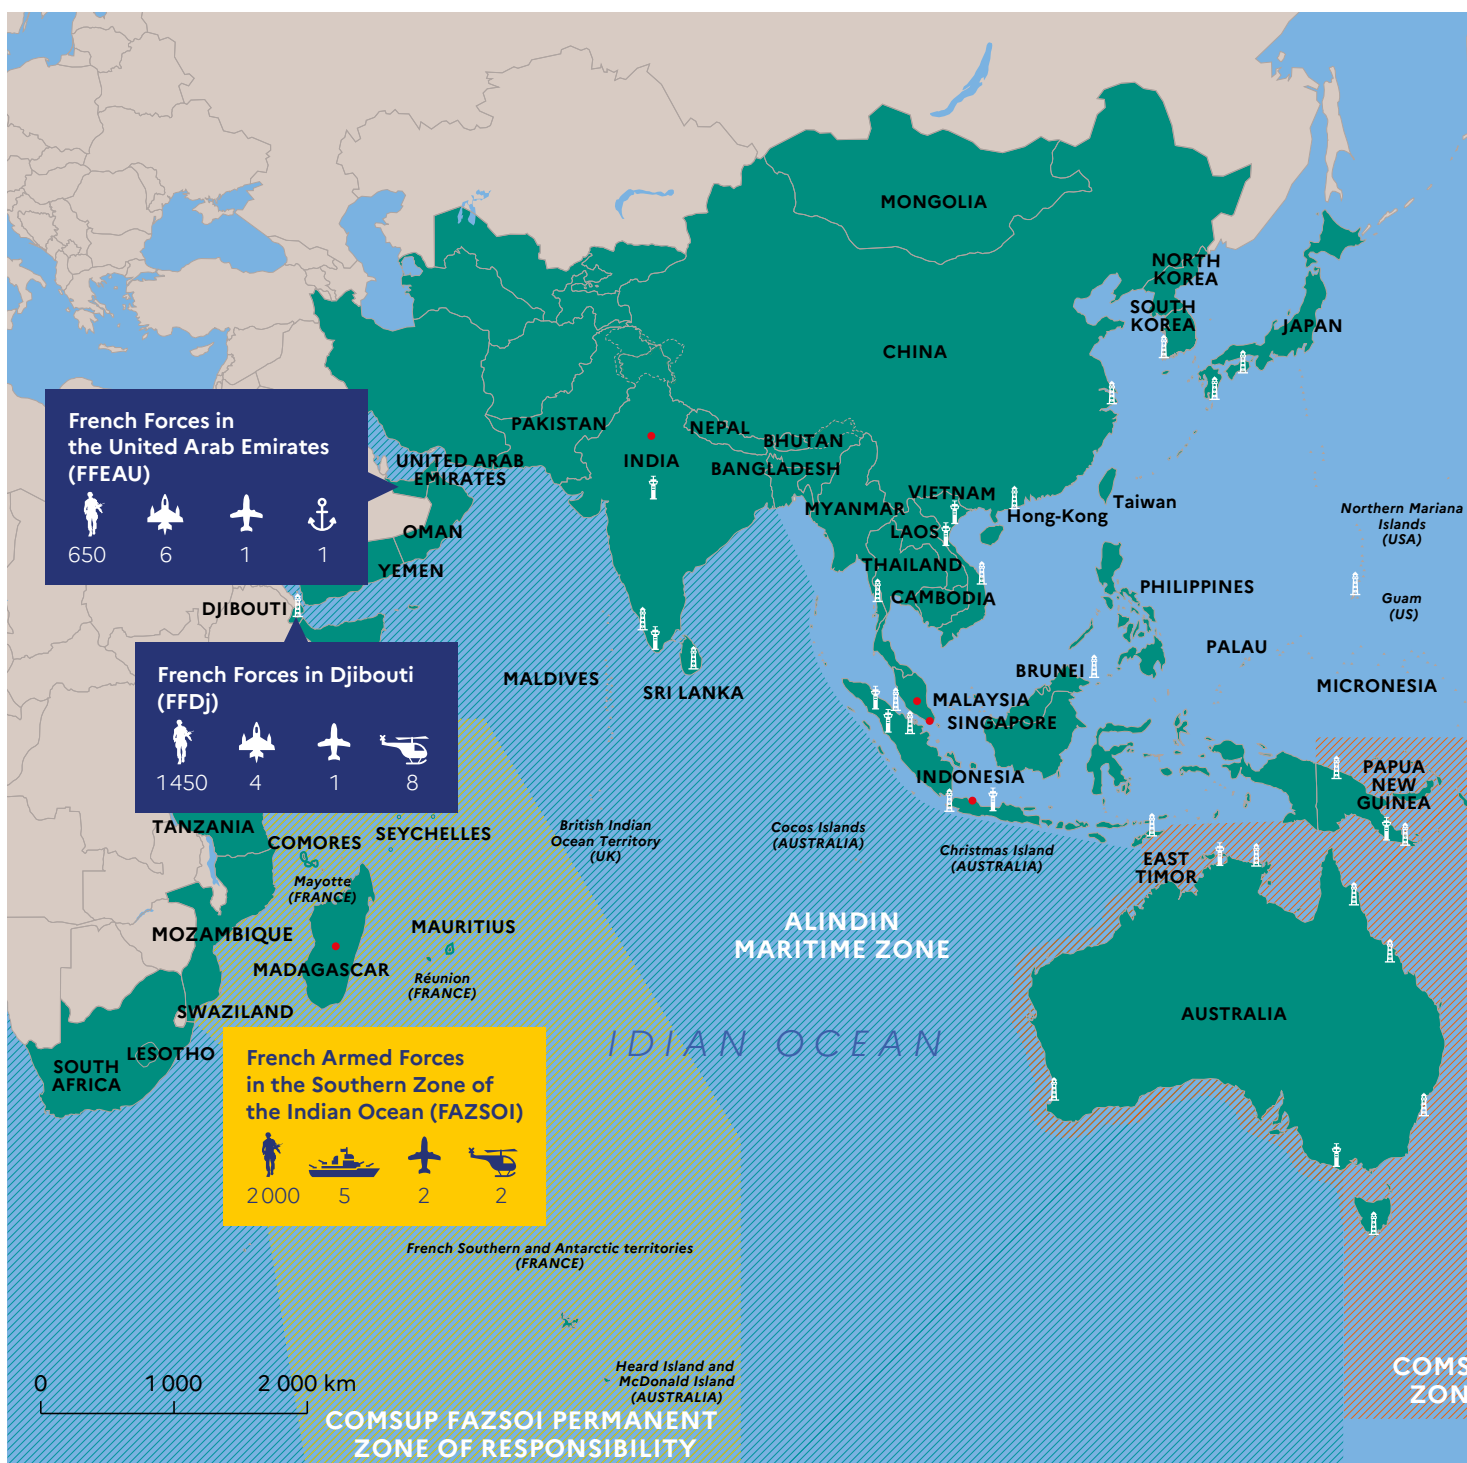 MONGOLIA
NORTH
KOREA
SOUTH
KOREA
JAPAN
CHINA
French Forces in
the United Arab Emirates
(FFEAU)
650
6
1
1
PAKISTAN
NEPAL
BHUTAN
INDIA
BANGLADESH
UNITED ARAB
EMIRATES
MYANMAR
VIETNAM
Hong-Kong
Taiwan
Northern Mariana
Islands
(USA)
OMAN
LAOS
YEMEN
THAILAND
CAMBODIA
PHILIPPINES
Guam
(US)
DJIBOUTI
French Forces in Djibouti
(FFDj)
1 450
4
1
8
MALDIVES
SRI LANKA
BRUNEI
PALAU
MICRONESIA
MALAYSIA
SINGAPORE
INDONESIA
PAPUA
NEW
GUINEA
TANZANIA
COMORES
SEYCHELLES
British Indian
Ocean Territory
(UK)
Cocos Islands
(AUSTRALIA)
Christmas Island
(AUSTRALIA)
EAST
TIMOR
Mayotte
(FRANCE)
MOZAMBIQUE
MAURITIUS
ALINDIN
MARITIME ZONE
MADAGASCAR
Réunion
(FRANCE)
SWAZILAND
AUSTRALIA
LESOTHO
SOUTH
AFRICA
IDIAN OCEAN
French Armed Forces
in the Southern Zone of
the Indian Ocean (FAZSOI)
2 000
5
2
2
French Southern and Antarctic territories
(FRANCE)
Heard Island and
McDonald Island
(AUSTRALIA)
0
1 000
2 000 km
COMSUP FAZSOI PERMANENT
ZONE OF RESPONSIBILITY
COMS
ZON